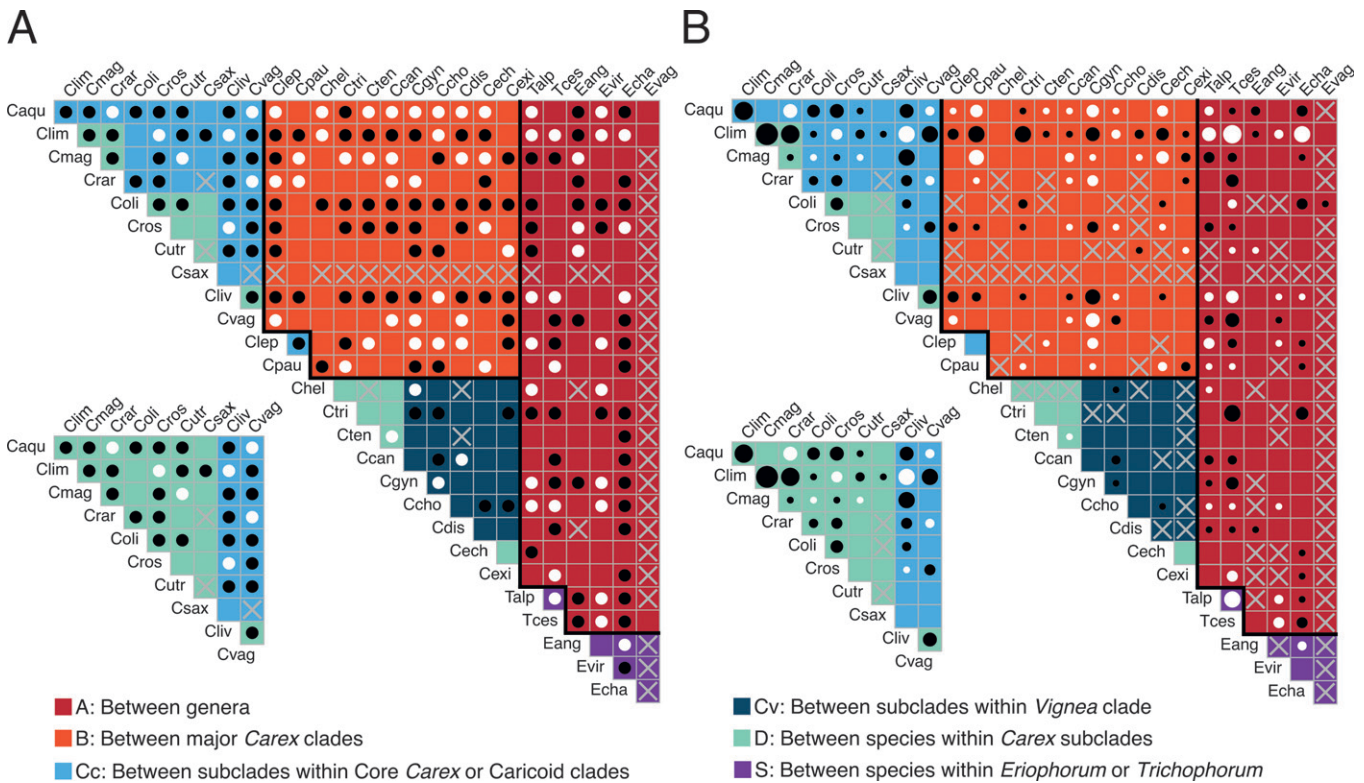 A
Clim Cmag Crar Coli Cros Cutr Csax Cliv Cvag Clep Cpau Chel Ctri Cten Ccan Cgyn Ccho Cdis Cech Cexi Talp Tces Eang Evir Echa Evag
Caqu
Clim
Cmag
Crar
Coli
Cros
Cutr
Csax
Cliv
Cvag
Clep
Cpau
Chel
Ctri
Cten
Ccan
Cgyn
Ccho
Cdis
Cech
Cexi
Talp
Tces
Eang
Evir
Echa
Clim Cmag Crar Coli Cros Cutr Csax Cliv Cvag
Caqu
Clim
Cmag
Crar
Coli
Cros
Cutr
Csax
Cliv
Cvag
A: Between genera
B: Between major Carex clades
Cc: Between subclades within Core Carex or Caricoid clades
B
Clim Cmag Crar Coli Cros Cutr Csax Cliv Cvag Clep Cpau Chel Ctri Cten Ccan Cgyn Ccho Cdis Cech Cexi Talp Tces Eang Evir Echa Evag
Caqu
Clim
Cmag
Crar
Coli
Cros
Cutr
Csax
Cliv
Cvag
Clep
Cpau
Chel
Ctri
Cten
Ccan
Cgyn
Ccho
Cdis
Cech
Cexi
Talp
Tces
Eang
Evir
Echa
Clim Cmag Crar Coli Cros Cutr Csax Cliv Cvag
Caqu
Clim
Cmag
Crar
Coli
Cros
Cutr
Csax
Cliv
Cvag
Cv: Between subclades within Vignea clade
D: Between species within Carex subclades
S: Between species within Eriophorum or Trichophorum